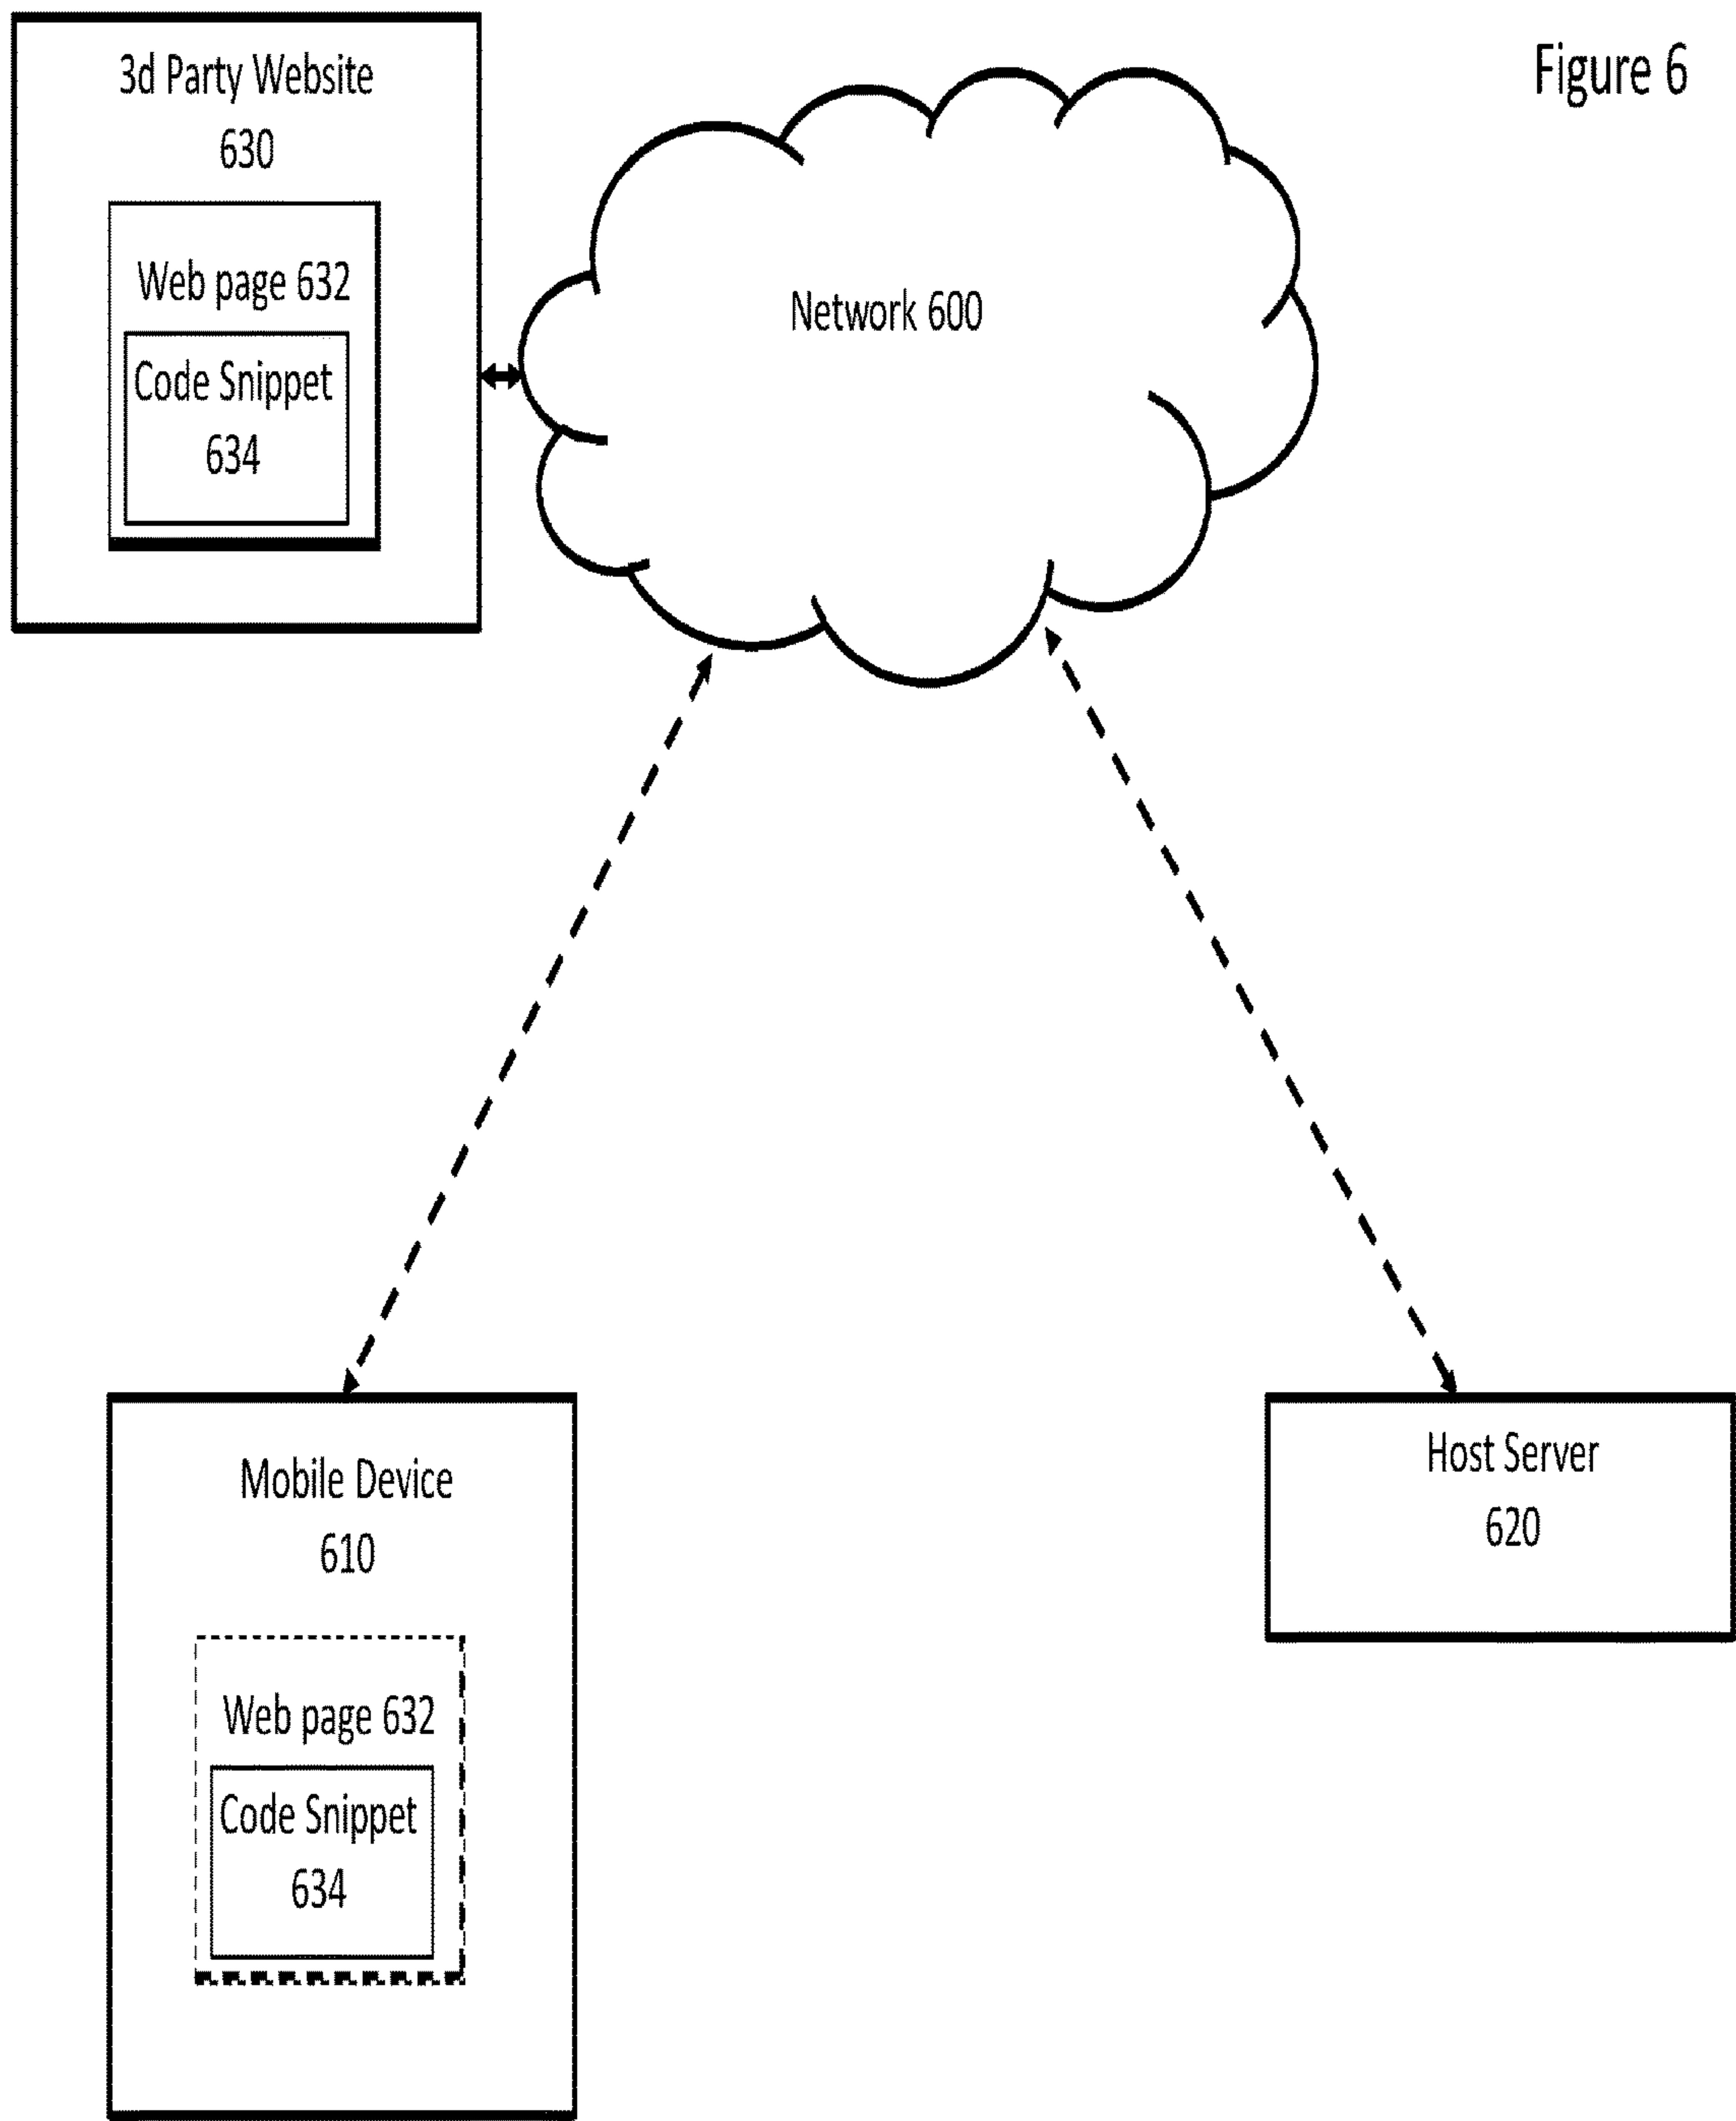 Figure 6
3d Party Website
630
Web page 632
Code Snippet
634
Network 600
Mobile Device
610
Web page 632
Code Snippet
634
Host Server
620